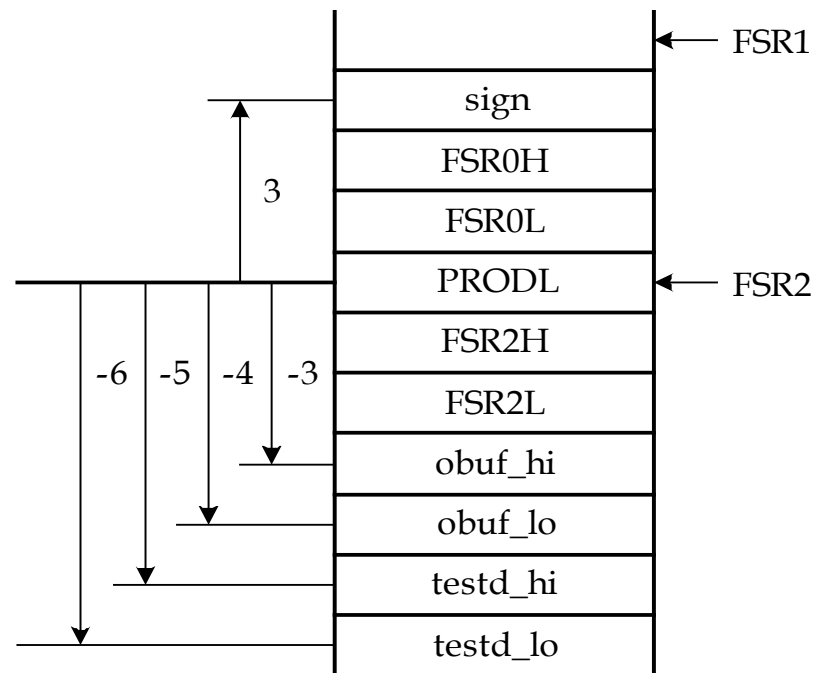 FSR1
sign
FSR0H
3
FSR0L
PRODL
FSR2
FSR2H
-6 -5 -4 -3
FSR2L
obuf_hi
obuf_lo
testd_hi
testd_lo